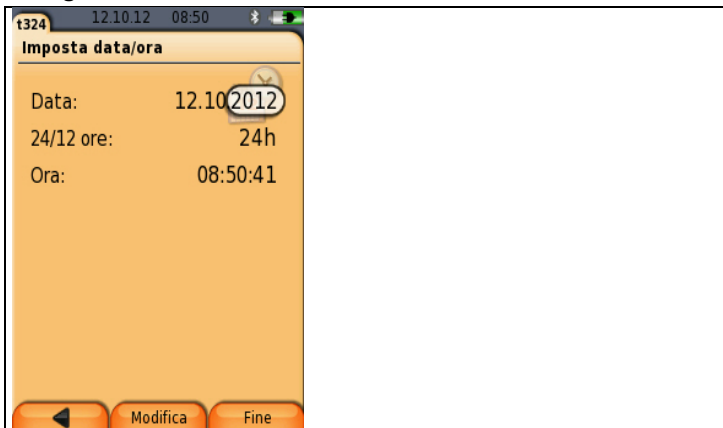 t324 12.10.12 08:50
Imposta data/ora
Data: 12.10.2012
24/12 ore: 24h
Ora: 08:50:41
Modifica Fine